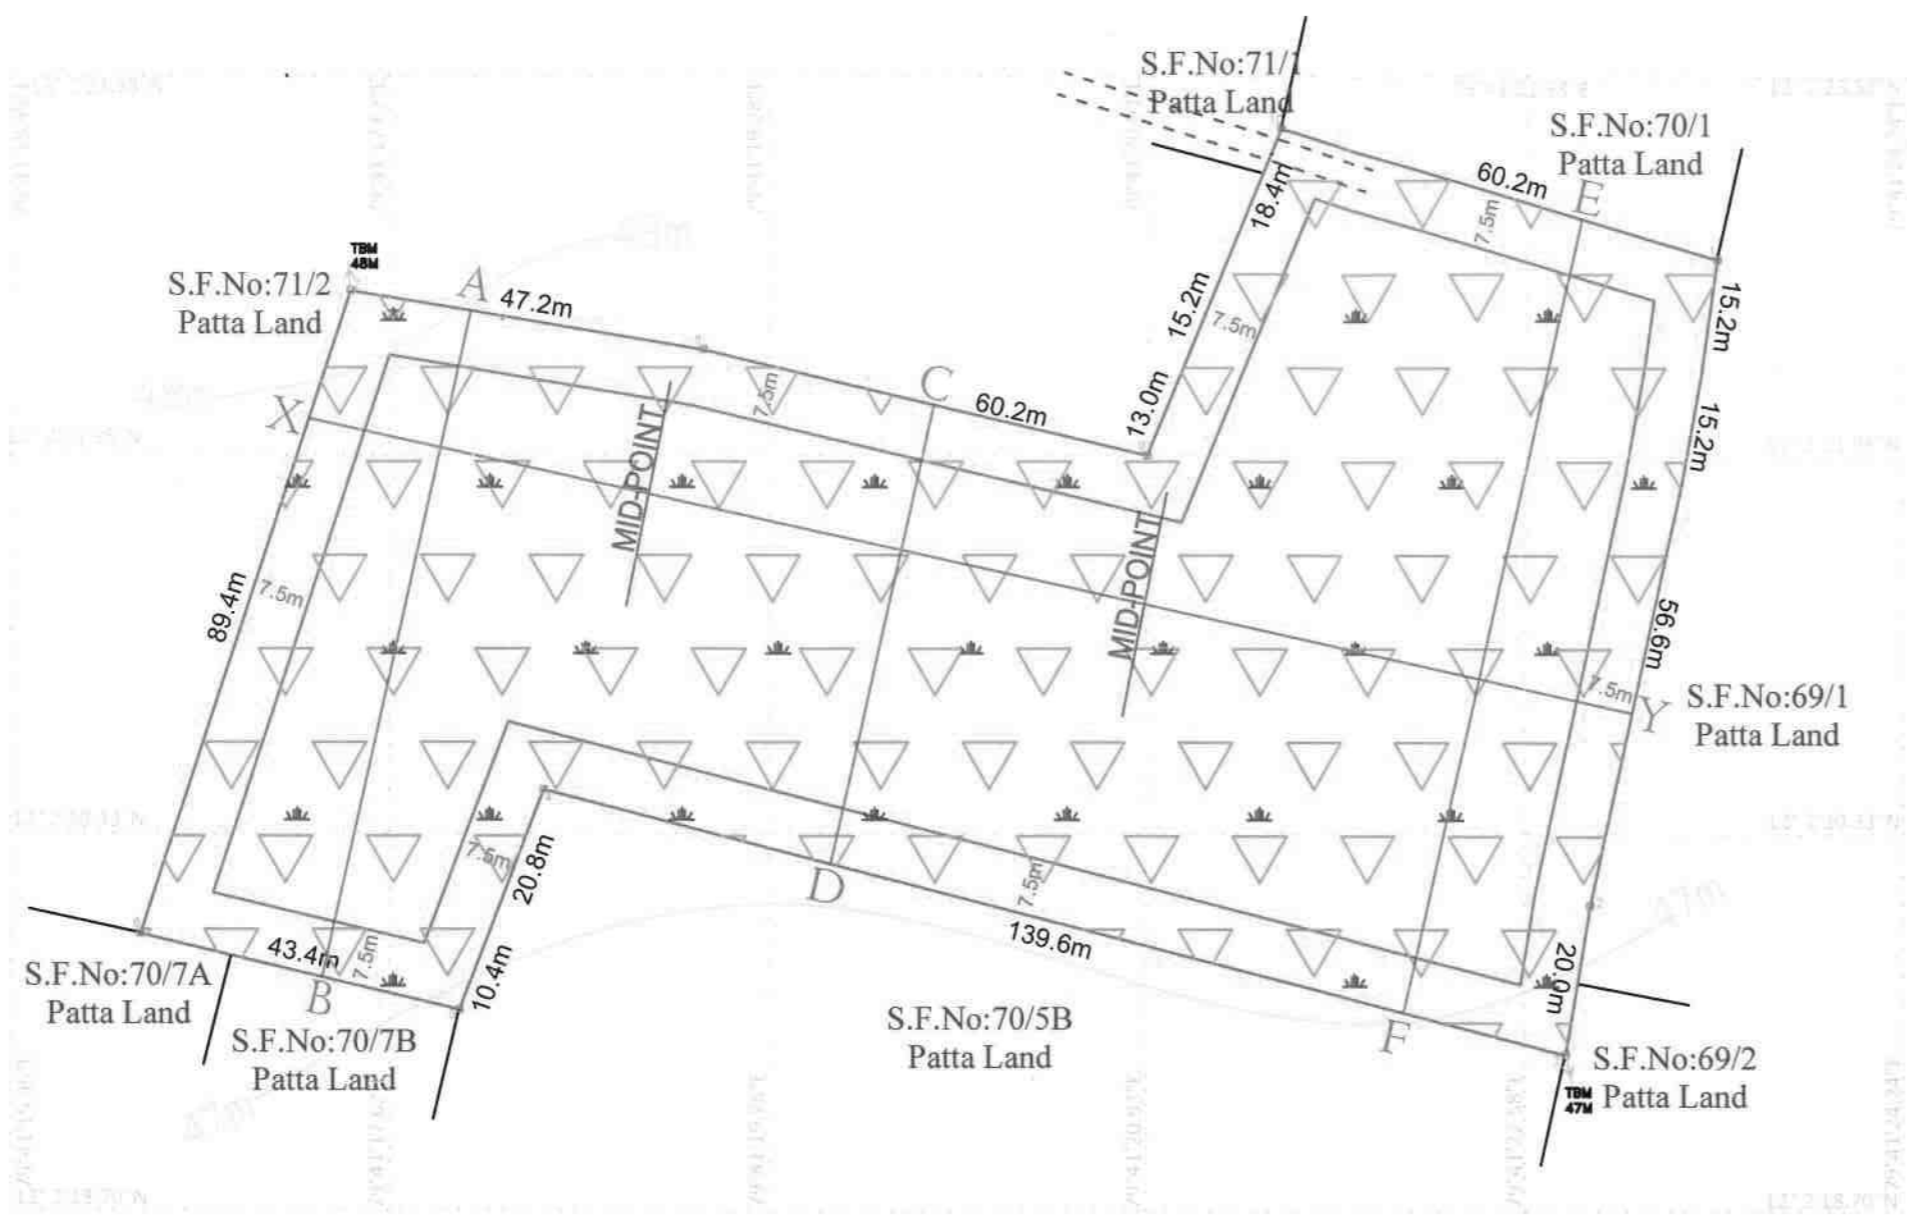 S.F.No:71/1
Patta Land
S.F.No:70/1
Patta Land
60.2m
E
18.4m
7.5m
TBM
48M
S.F.No:71/2
Patta Land
A
47.2m
15.2m
7.5m
15.2m
X
7.5m
C
60.2m
13.0m
15.2m
MID-POINT
MID-POINT
89.4m
7.5m
56.6m
7.5m
Y
S.F.No:69/1
Patta Land
7.5m
20.8m
D
7.5m
139.6m
47m
43.4m
7.5m
B
10.4m
20.0m
S.F.No:70/7A
Patta Land
S.F.No:70/7B
Patta Land
S.F.No:70/5B
Patta Land
F
S.F.No:69/2
Patta Land
TBM
47M
47m